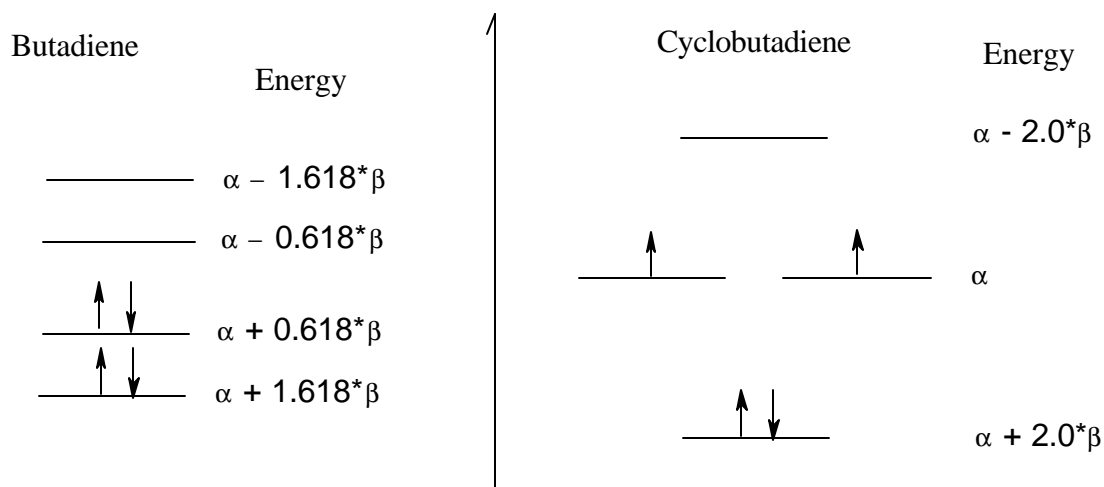 Butadiene
Energy
α – 1.618*β
α – 0.618*β
α + 0.618*β
α + 1.618*β
Cyclobutadiene
Energy
α - 2.0*β
α
α + 2.0*β